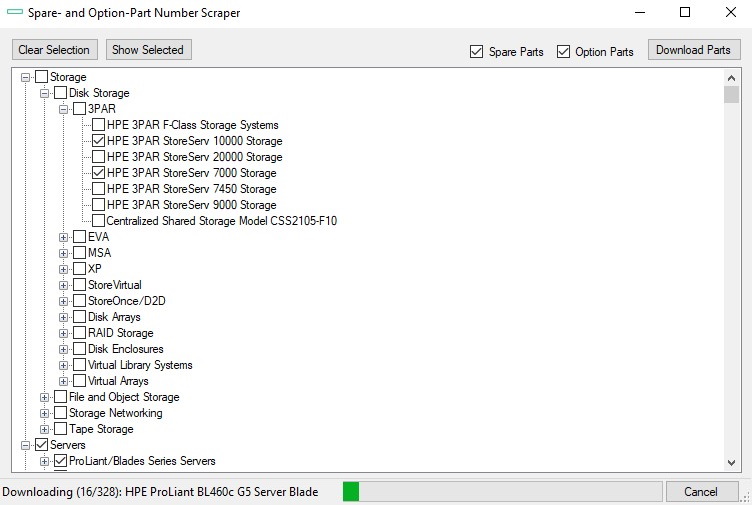 Spare- and Option-Part Number Scraper
Clear Selection Show Selected Spare Parts Option Parts Download Parts
Storage
Disk Storage
3PAR
HPE 3PAR F-Class Storage Systems
HPE 3PAR StoreServ 10000 Storage
HPE 3PAR StoreServ 20000 Storage
HPE 3PAR StoreServ 7000 Storage
HPE 3PAR StoreServ 7450 Storage
HPE 3PAR StoreServ 9000 Storage
Centralized Shared Storage Model CSS2105-F10
EVA
MSA
XP
StoreVirtual
StoreOnce/D2D
Disk Arrays
RAID Storage
Disk Enclosures
Virtual Library Systems
Virtual Arrays
File and Object Storage
Storage Networking
Tape Storage
Servers
ProLiant/Blades Series Servers
Downloading (16/328): HPE ProLiant BL460c G5 Server Blade Cancel